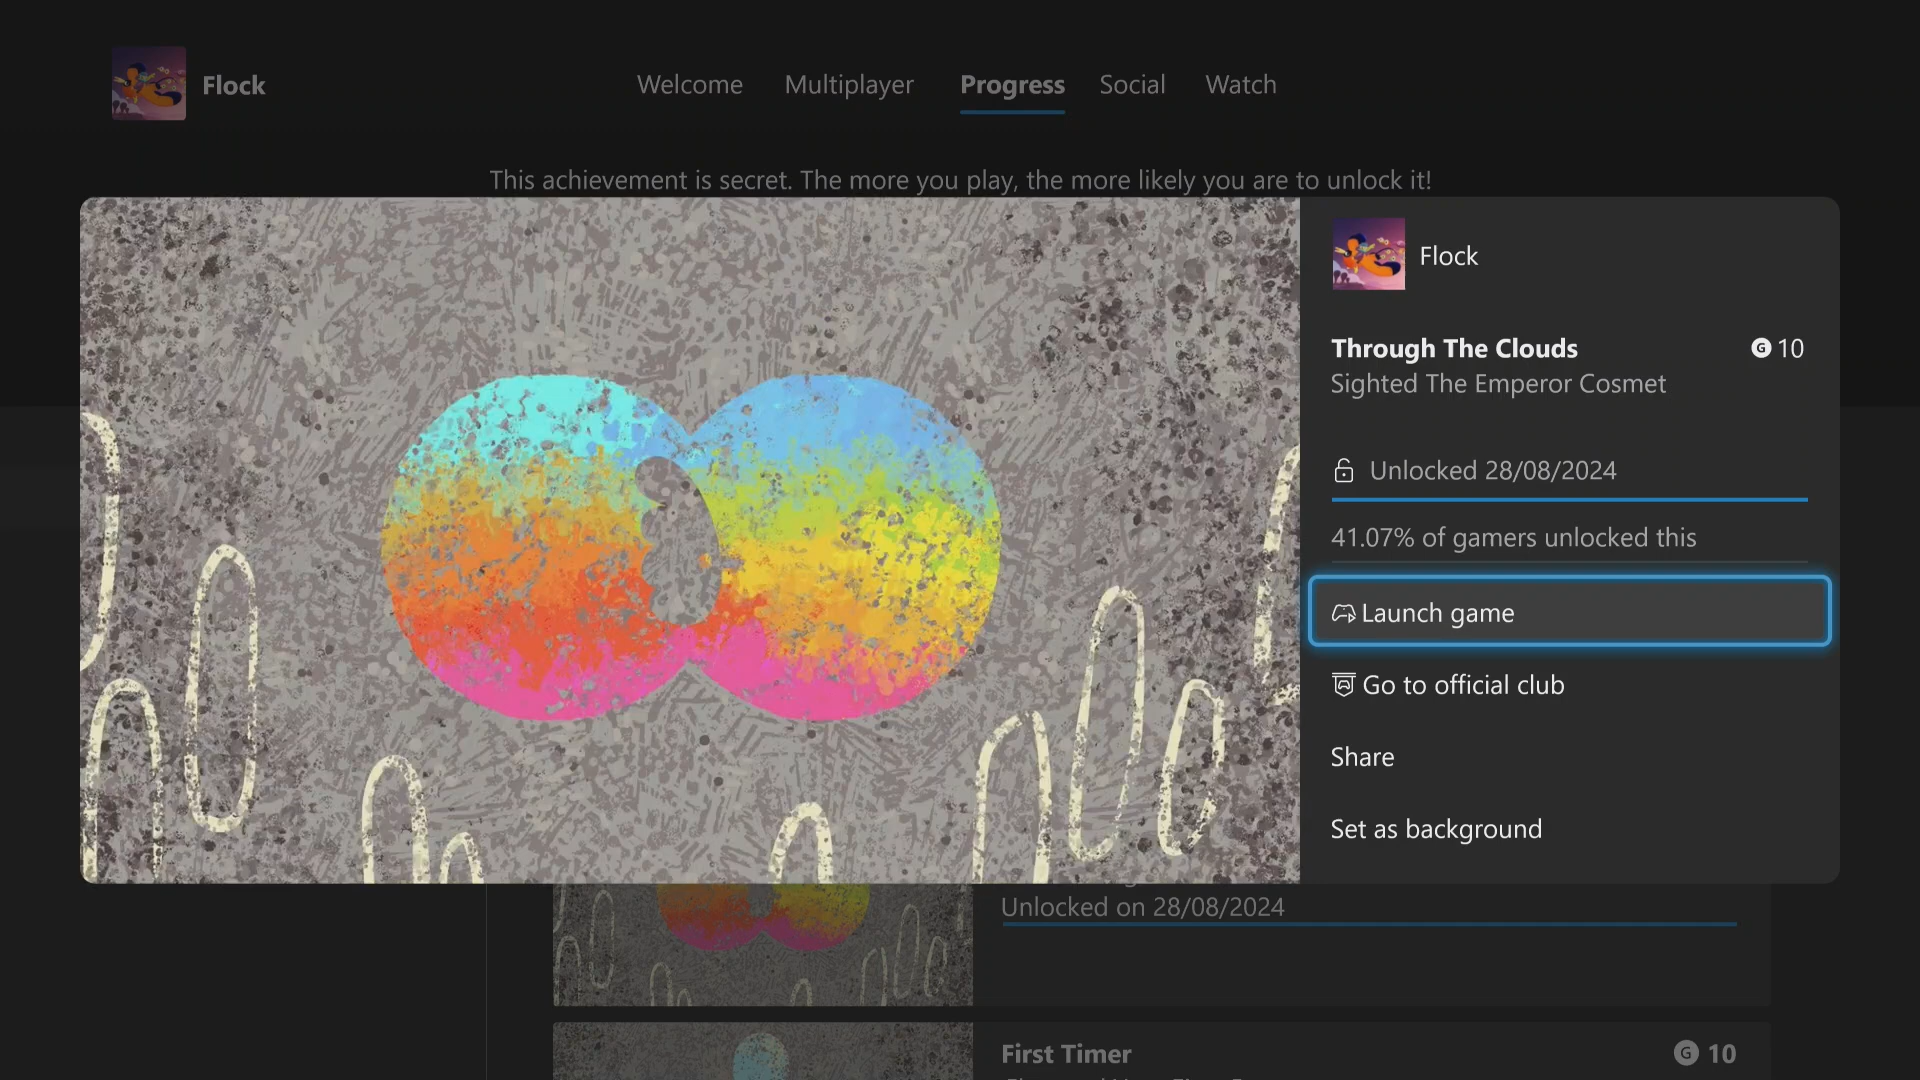 Flock
Welcome
Multiplayer
Progress
Social
Watch
This achievement is secret. The more you play, the more likely you are to unlock it!
Flock
Through The Clouds
G 10
Sighted The Emperor Cosmet
Unlocked 28/08/2024
41.07% of gamers unlocked this
Launch game
Go to official club
Share
Set as background
Unlocked on 28/08/2024
First Timer
G 10